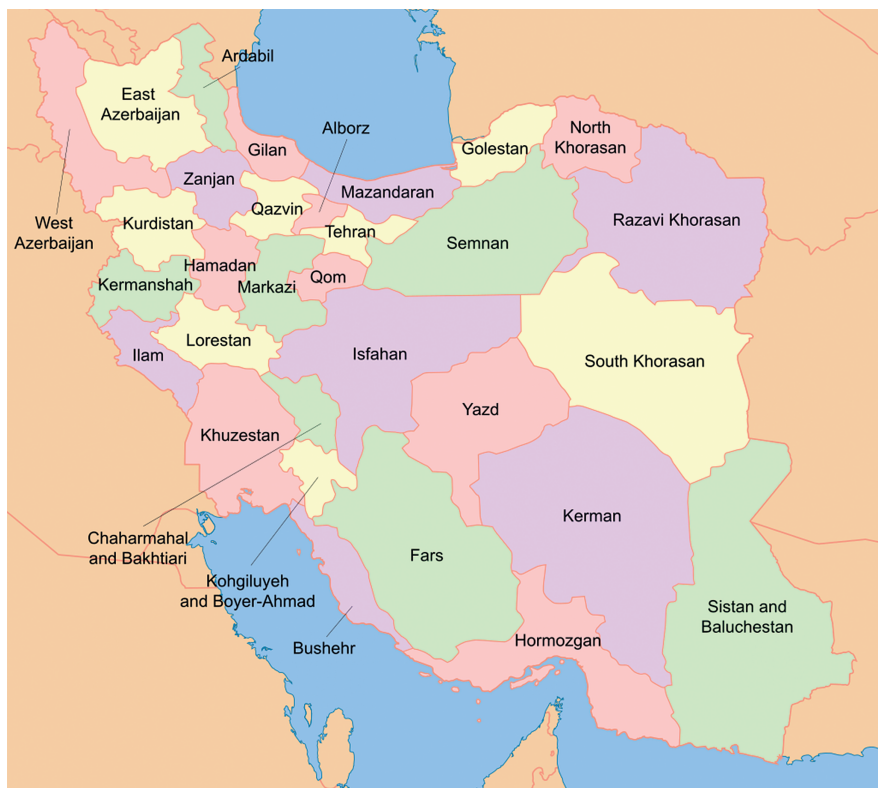 Ardabil
East
Azerbaijan
Alborz
North
Khorasan
Gilan
Golestan
Zanjan
Mazandaran
Qazvin
Razavi Khorasan
West
Azerbaijan
Kurdistan
Tehran
Semnan
Hamadan
Kermanshah
Markazi
Qom
Lorestan
Ilam
Isfahan
South Khorasan
Khuzestan
Yazd
Kerman
Chaharmahal
and Bakhtiari
Fars
Kohgiluyeh
and Boyer-Ahmad
Sistan and
Baluchestan
Bushehr
Hormozgan